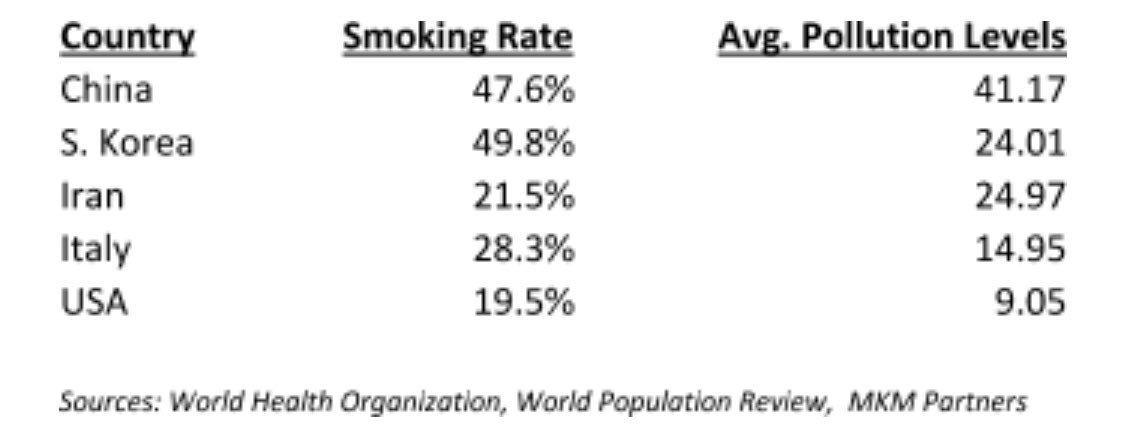 Country Smoking Rate Avg. Pollution Levels
China 47.6% 41.17
S. Korea 49.8% 24.01
Iran 21.5% 24.97
Italy 28.3% 14.95
USA 19.5% 9.05
Sources: World Health Organization, World Population Review, MKM Partners